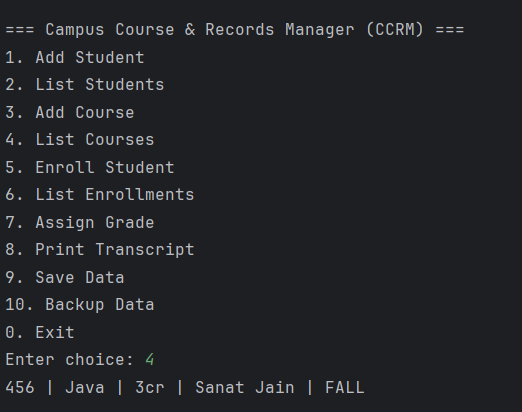 === Campus Course & Records Manager (CCRM) ===
1. Add Student
2. List Students
3. Add Course
4. List Courses
5. Enroll Student
6. List Enrollments
7. Assign Grade
8. Print Transcript
9. Save Data
10. Backup Data
0. Exit
Enter choice: 4
456 | Java | 3cr | Sanat Jain | FALL